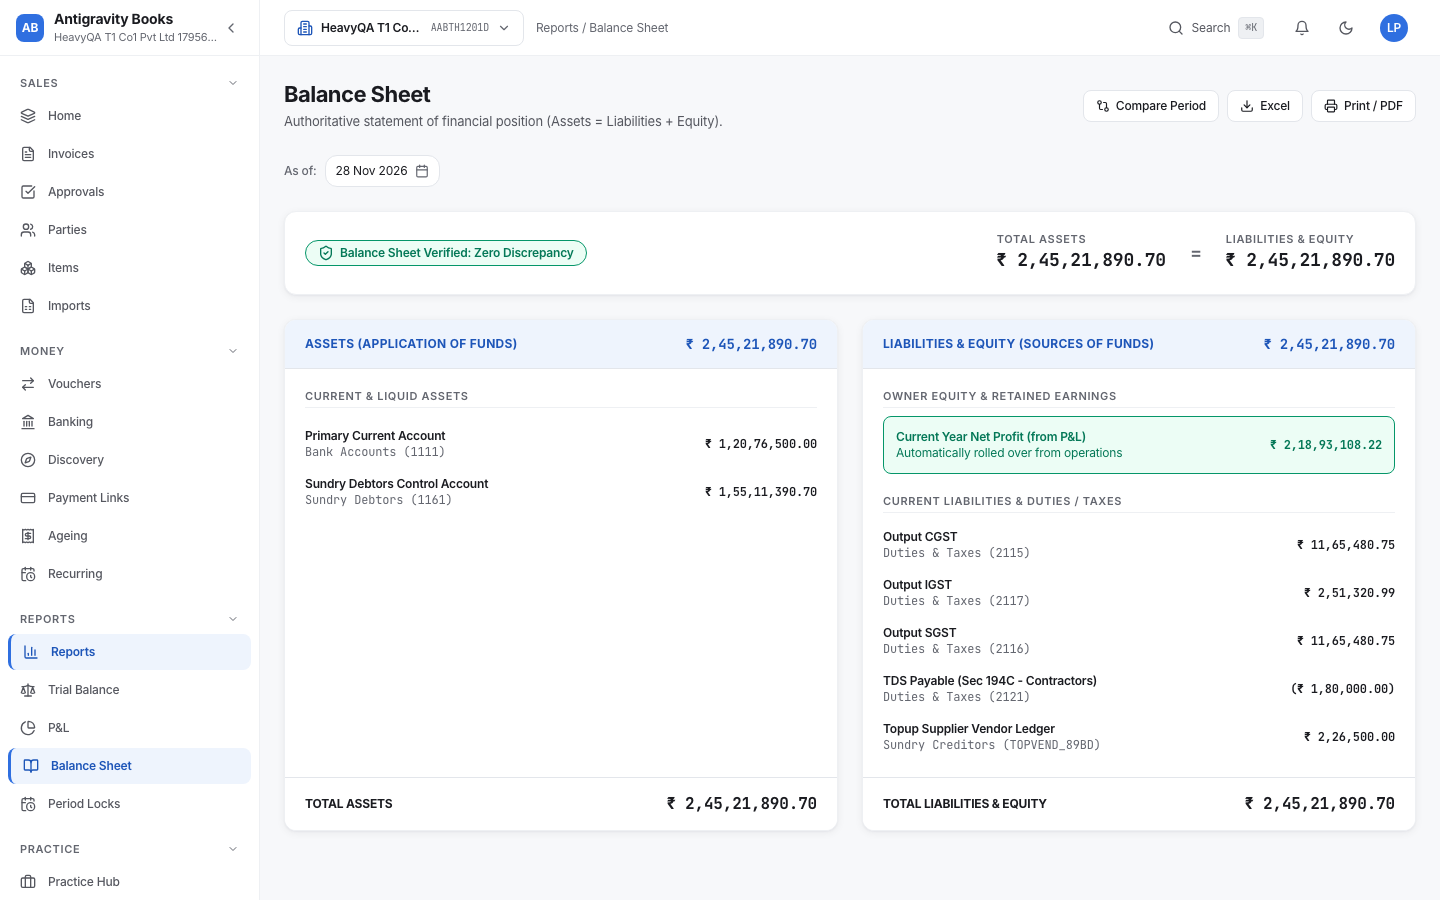 AB
Antigravity Books
HeavyQA T1 Co1 Pvt Ltd 17956...
SALES
Home
Invoices
Approvals
Parties
Items
Imports
MONEY
Vouchers
Banking
Discovery
Payment Links
Ageing
Recurring
REPORTS
Reports
Trial Balance
P&L
Balance Sheet
Period Locks
PRACTICE
Practice Hub
HeavyQA T1 Co... AABTH1201D
Reports / Balance Sheet
Search ⌘K
LP
Balance Sheet
Authoritative statement of financial position (Assets = Liabilities + Equity).
Compare Period
Excel
Print / PDF
As of: 28 Nov 2026
Balance Sheet Verified: Zero Discrepancy
TOTAL ASSETS
₹ 2,45,21,890.70
=
LIABILITIES & EQUITY
₹ 2,45,21,890.70
ASSETS (APPLICATION OF FUNDS) ₹ 2,45,21,890.70
CURRENT & LIQUID ASSETS
Primary Current Account
Bank Accounts (1111)
₹ 1,20,76,500.00
Sundry Debtors Control Account
Sundry Debtors (1161)
₹ 1,55,11,390.70
TOTAL ASSETS ₹ 2,45,21,890.70
LIABILITIES & EQUITY (SOURCES OF FUNDS) ₹ 2,45,21,890.70
OWNER EQUITY & RETAINED EARNINGS
Current Year Net Profit (from P&L)
Automatically rolled over from operations
₹ 2,18,93,108.22
CURRENT LIABILITIES & DUTIES / TAXES
Output CGST
Duties & Taxes (2115)
₹ 11,65,480.75
Output IGST
Duties & Taxes (2117)
₹ 2,51,320.99
Output SGST
Duties & Taxes (2116)
₹ 11,65,480.75
TDS Payable (Sec 194C - Contractors)
Duties & Taxes (2121)
(₹ 1,80,000.00)
Topup Supplier Vendor Ledger
Sundry Creditors (TOPVEND_89BD)
₹ 2,26,500.00
TOTAL LIABILITIES & EQUITY ₹ 2,45,21,890.70